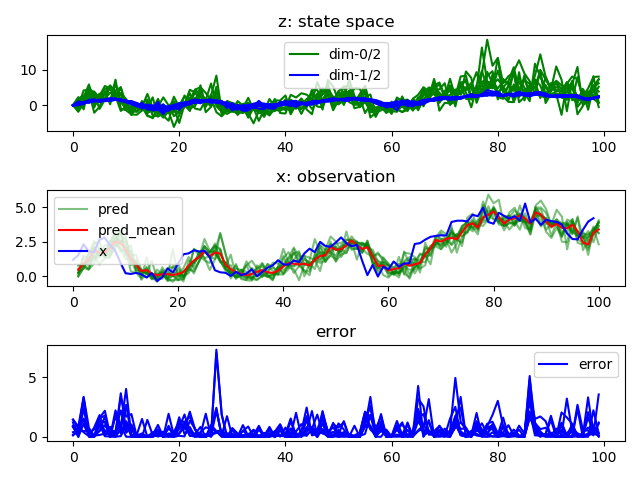 z: state space
10
0
dim-0/2
dim-1/2
0 20 40 60 80 100
x: observation
5.0
2.5
0.0
pred
pred_mean
x
0 20 40 60 80 100
error
5
0
error
0 20 40 60 80 100